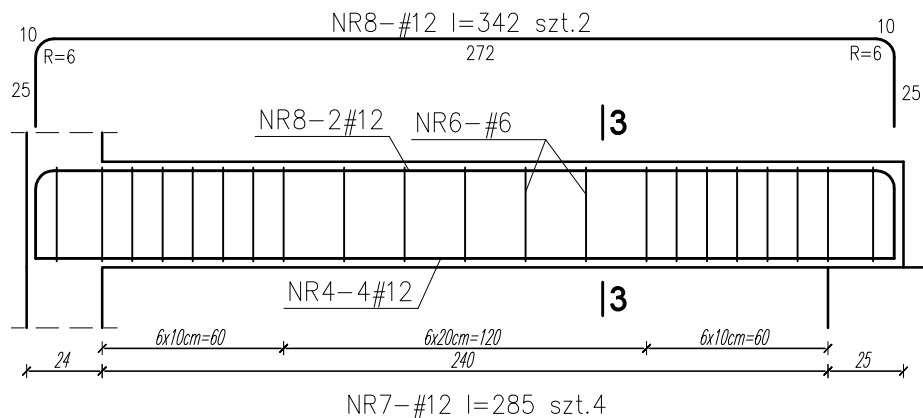 NR8-#12 l=342 szt.2
10 272 10
R=6 R=6
25 25
NR8-2#12 NR6-#6 3
NR4-4#12 3
6x10cm=60 6x20cm=120 6x10cm=60
24 240 25
NR7-#12 l=285 szt.4